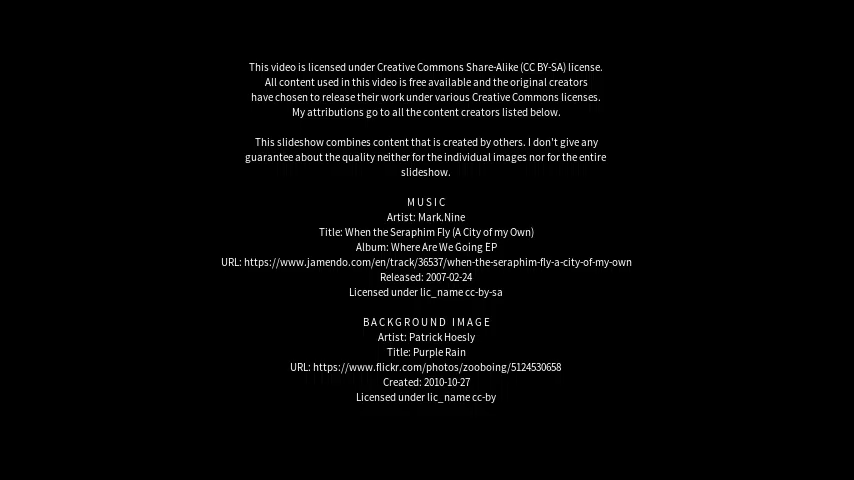 This video is licensed under Creative Commons Share-Alike (CC BY-SA) license.
All content used in this video is free available and the original creators
have chosen to release their work under various Creative Commons licenses.
My attributions go to all the content creators listed below.
This slideshow combines content that is created by others. I don't give any
guarantee about the quality neither for the individual images nor for the entire
slideshow.
MUSIC
Artist: Mark.Nine
Title: When the Seraphim Fly (A City of my Own)
Album: Where Are We Going EP
URL: https://www.jamendo.com/en/track/36537/when-the-seraphim-fly-a-city-of-my-own
Released: 2007-02-24
Licensed under lic_name cc-by-sa
BACKGROUND IMAGE
Artist: Patrick Hoesly
Title: Purple Rain
URL: https://www.flickr.com/photos/zooboing/5124530658
Created: 2010-10-27
Licensed under lic_name cc-by